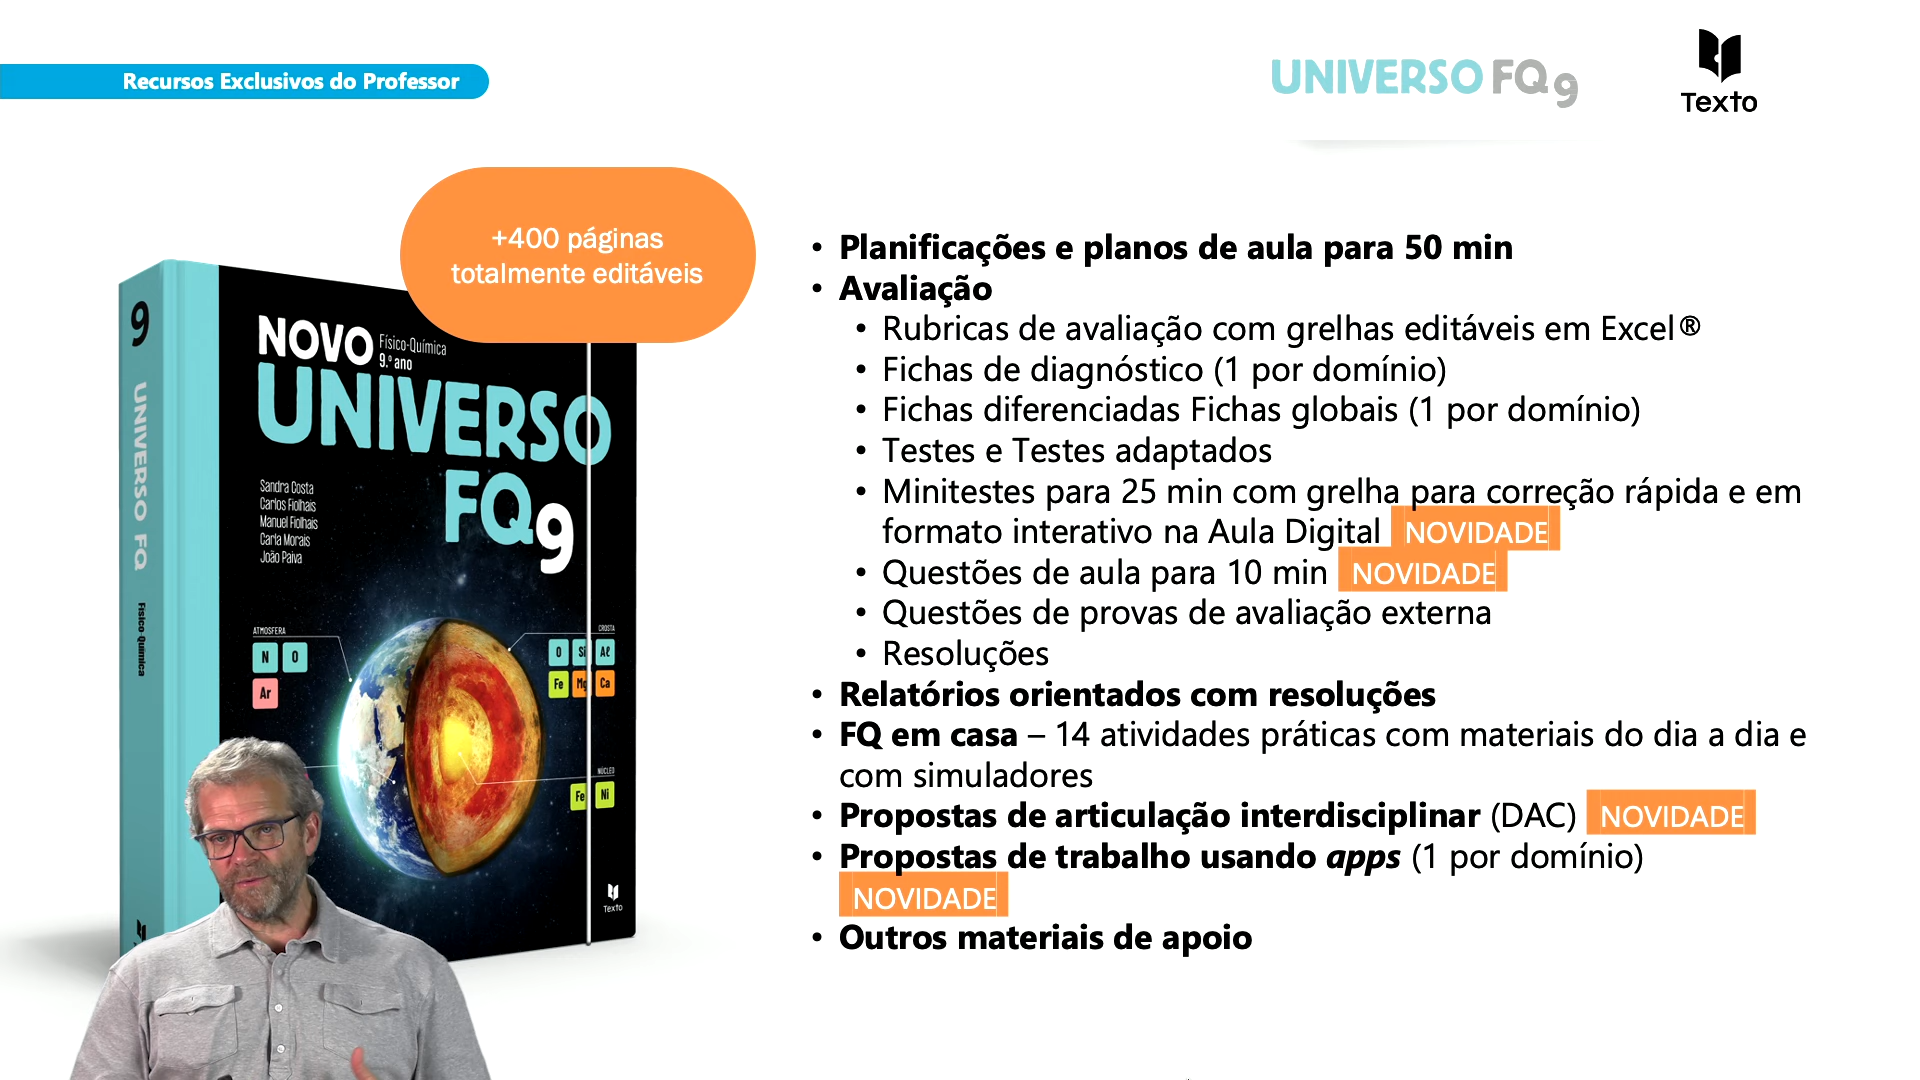 Recursos Exclusivos do Professor
UNIVERSO FQ9
Texto
+400 páginas
totalmente editáveis
9
UNIVERSO FQ
Físico-Química
NOVO
Físico-Química
9.º ano
UNIVERSO
FQ9
Sandra Costa
Carlos Fiolhais
Manuel Fiolhais
Carla Morais
João Paiva
ATMOSFERA
N O
Ar
CROSTA
O Si Al
Fe Mg Ca
NÚCLEO
Fe Ni
Texto
• Planificações e planos de aula para 50 min
• Avaliação
• Rubricas de avaliação com grelhas editáveis em Excel®
• Fichas de diagnóstico (1 por domínio)
• Fichas diferenciadas Fichas globais (1 por domínio)
• Testes e Testes adaptados
• Minitestes para 25 min com grelha para correção rápida e em
formato interativo na Aula Digital NOVIDADE
• Questões de aula para 10 min NOVIDADE
• Questões de provas de avaliação externa
• Resoluções
• Relatórios orientados com resoluções
• FQ em casa – 14 atividades práticas com materiais do dia a dia e
com simuladores
• Propostas de articulação interdisciplinar (DAC) NOVIDADE
• Propostas de trabalho usando apps (1 por domínio)
NOVIDADE
• Outros materiais de apoio